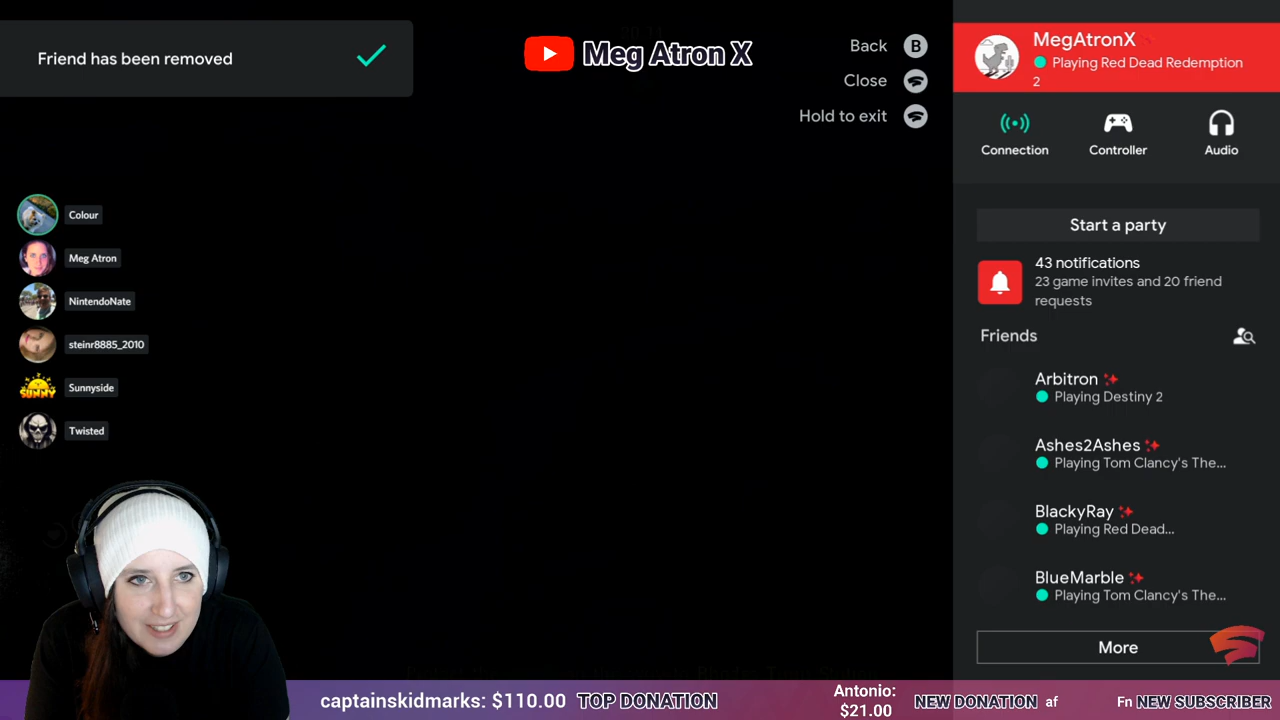 Friend has been removed
Meg Atron X
Back B
Close
Hold to exit
Colour
Meg Atron
NintendoNate
steinr8885_2010
Sunnyside
SUNNY
Twisted
MegAtronX
Playing Red Dead Redemption
2
Connection Controller Audio
Start a party
43 notifications
23 game invites and 20 friend
requests
Friends
Arbitron
Playing Destiny 2
Ashes2Ashes
Playing Tom Clancy's The...
BlackyRay
Playing Red Dead...
BlueMarble
Playing Tom Clancy's The...
More
captainskidmarks: $110.00 TOP DONATION
Antonio:
$21.00
NEW DONATION af
Fn NEW SUBSCRIBER